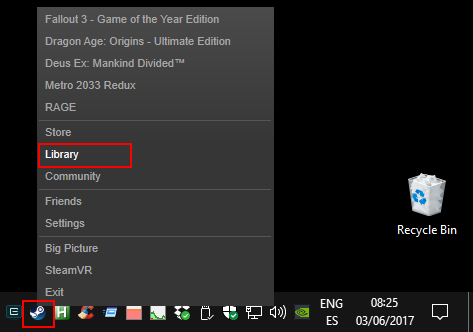 Fallout 3 - Game of the Year Edition
Dragon Age: Origins - Ultimate Edition
Deus Ex: Mankind Divided™
Metro 2033 Redux
RAGE
Store
Library
Community
Friends
Settings
Big Picture
SteamVR
Exit
Recycle Bin
ENG
ES
08:25
03/06/2017